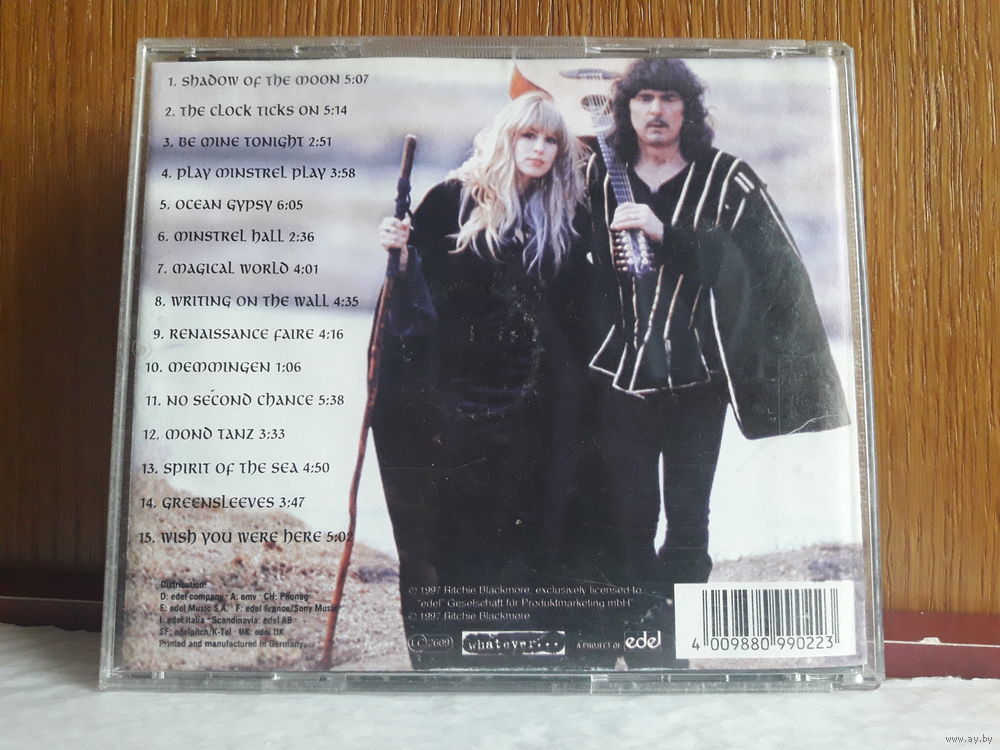 1. SHADOW OF THE MOON 5:07
2. THE CLOCK TICKS ON 5:14
3. BE MINE TONIGHT 2:51
4. PLAY MINSTREL PLAY 3:58
5. OCEAN GYPSY 6:05
6. MINSTREL HALL 2:36
7. MAGICAL WORLD 4:01
8. WRITING ON THE WALL 4:35
9. RENAISSANCE FAIRE 4:16
10. MEMMINGEN 1:06
11. NO SECOND CHANCE 5:38
12. MOND TANZ 3:33
13. SPIRIT OF THE SEA 4:50
14. GREENSLEEVES 3:47
15. WISH YOU WERE HERE 5:02
Distribution:
D: edel company · A: emv · CH: Phonag
E: edel Music S.A. · F: edel France/Sony Music
I: edel Italia · Scandinavia: edel AB ·
SF: edelpitch/K-Tel · UK: edel UK
Printed and manufactured in Germany.
℗ 1997 Ritchie Blackmore, exclusively licensed to
"edel" Gesellschaft für Produktmarketing mbH
© 1997 Ritchie Blackmore
LC 2609
whatever...
A PROJECT OF edel
4 009880 990223
www.ay.by